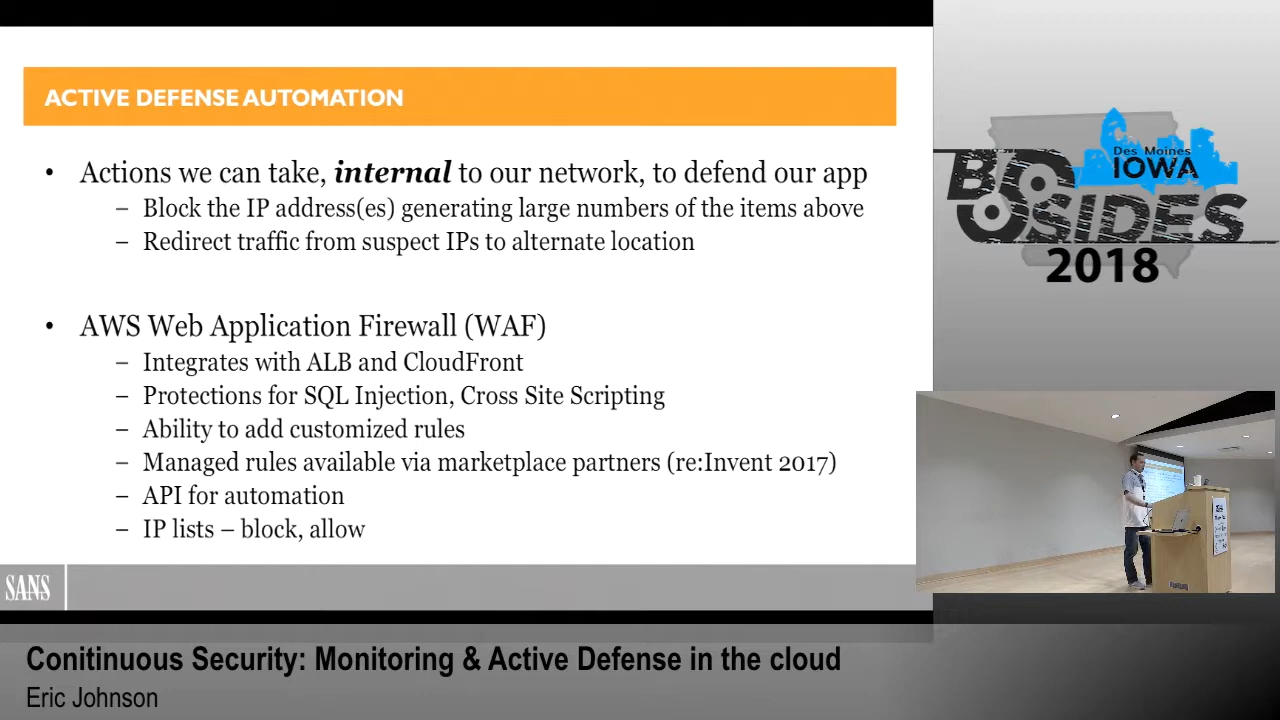 ACTIVE DEFENSE AUTOMATION
• Actions we can take, internal to our network, to defend our app
– Block the IP address(es) generating large numbers of the items above
– Redirect traffic from suspect IPs to alternate location
• AWS Web Application Firewall (WAF)
– Integrates with ALB and CloudFront
– Protections for SQL Injection, Cross Site Scripting
– Ability to add customized rules
– Managed rules available via marketplace partners (re:Invent 2017)
– API for automation
– IP lists – block, allow
SANS
Des Moines
IOWA
BSIDES
2018
Conitinuous Security: Monitoring & Active Defense in the cloud
Eric Johnson